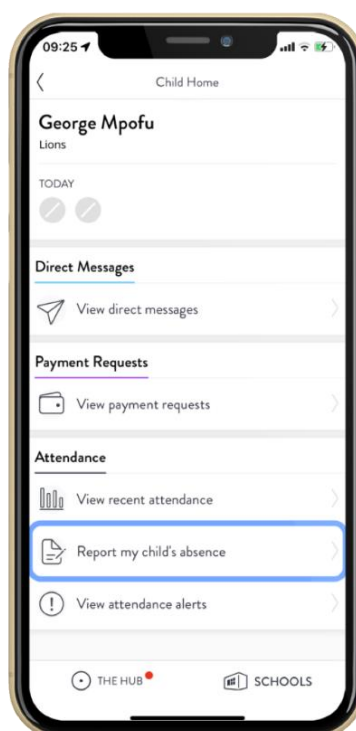 09:25
Child Home
George Mpofu
Lions
TODAY
Direct Messages
View direct messages
Payment Requests
View payment requests
Attendance
View recent attendance
Report my child's absence
View attendance alerts
THE HUB
SCHOOLS